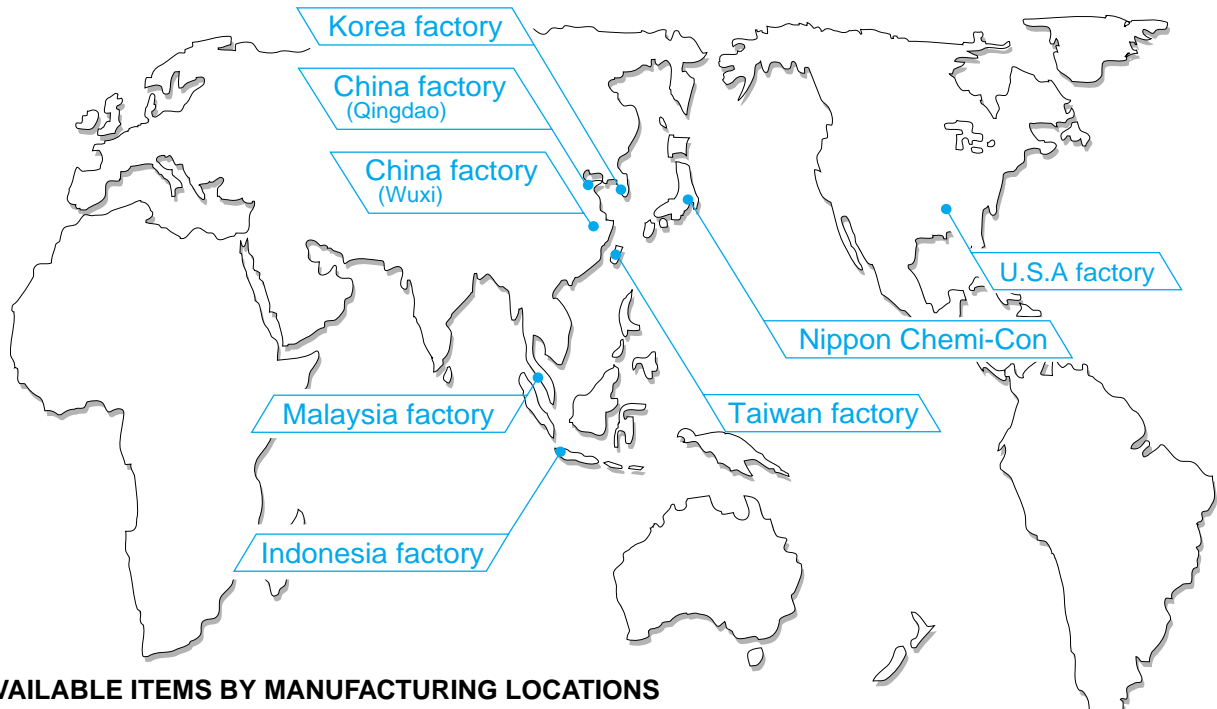 Korea factory
China factory
(Qingdao)
China factory
(Wuxi)
U.S.A factory
Nippon Chemi-Con
Malaysia factory
Taiwan factory
Indonesia factory
VAILABLE ITEMS BY MANUFACTURING LOCATIONS